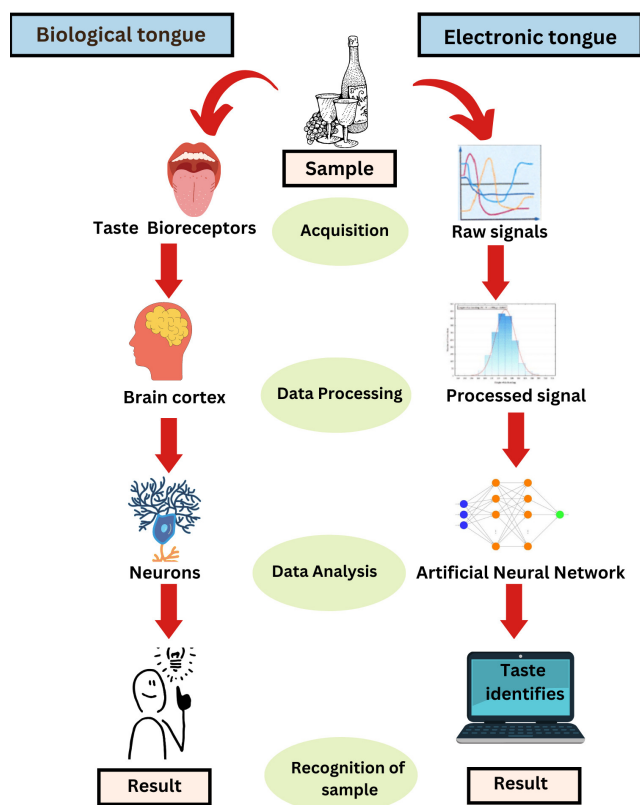 Biological tongue
Electronic tongue
Sample
Taste Bioreceptors
Acquisition
Raw signals
Brain cortex
Data Processing
Processed signal
Neurons
Data Analysis
Artificial Neural Network
Taste
identifies
Result
Recognition of
sample
Result